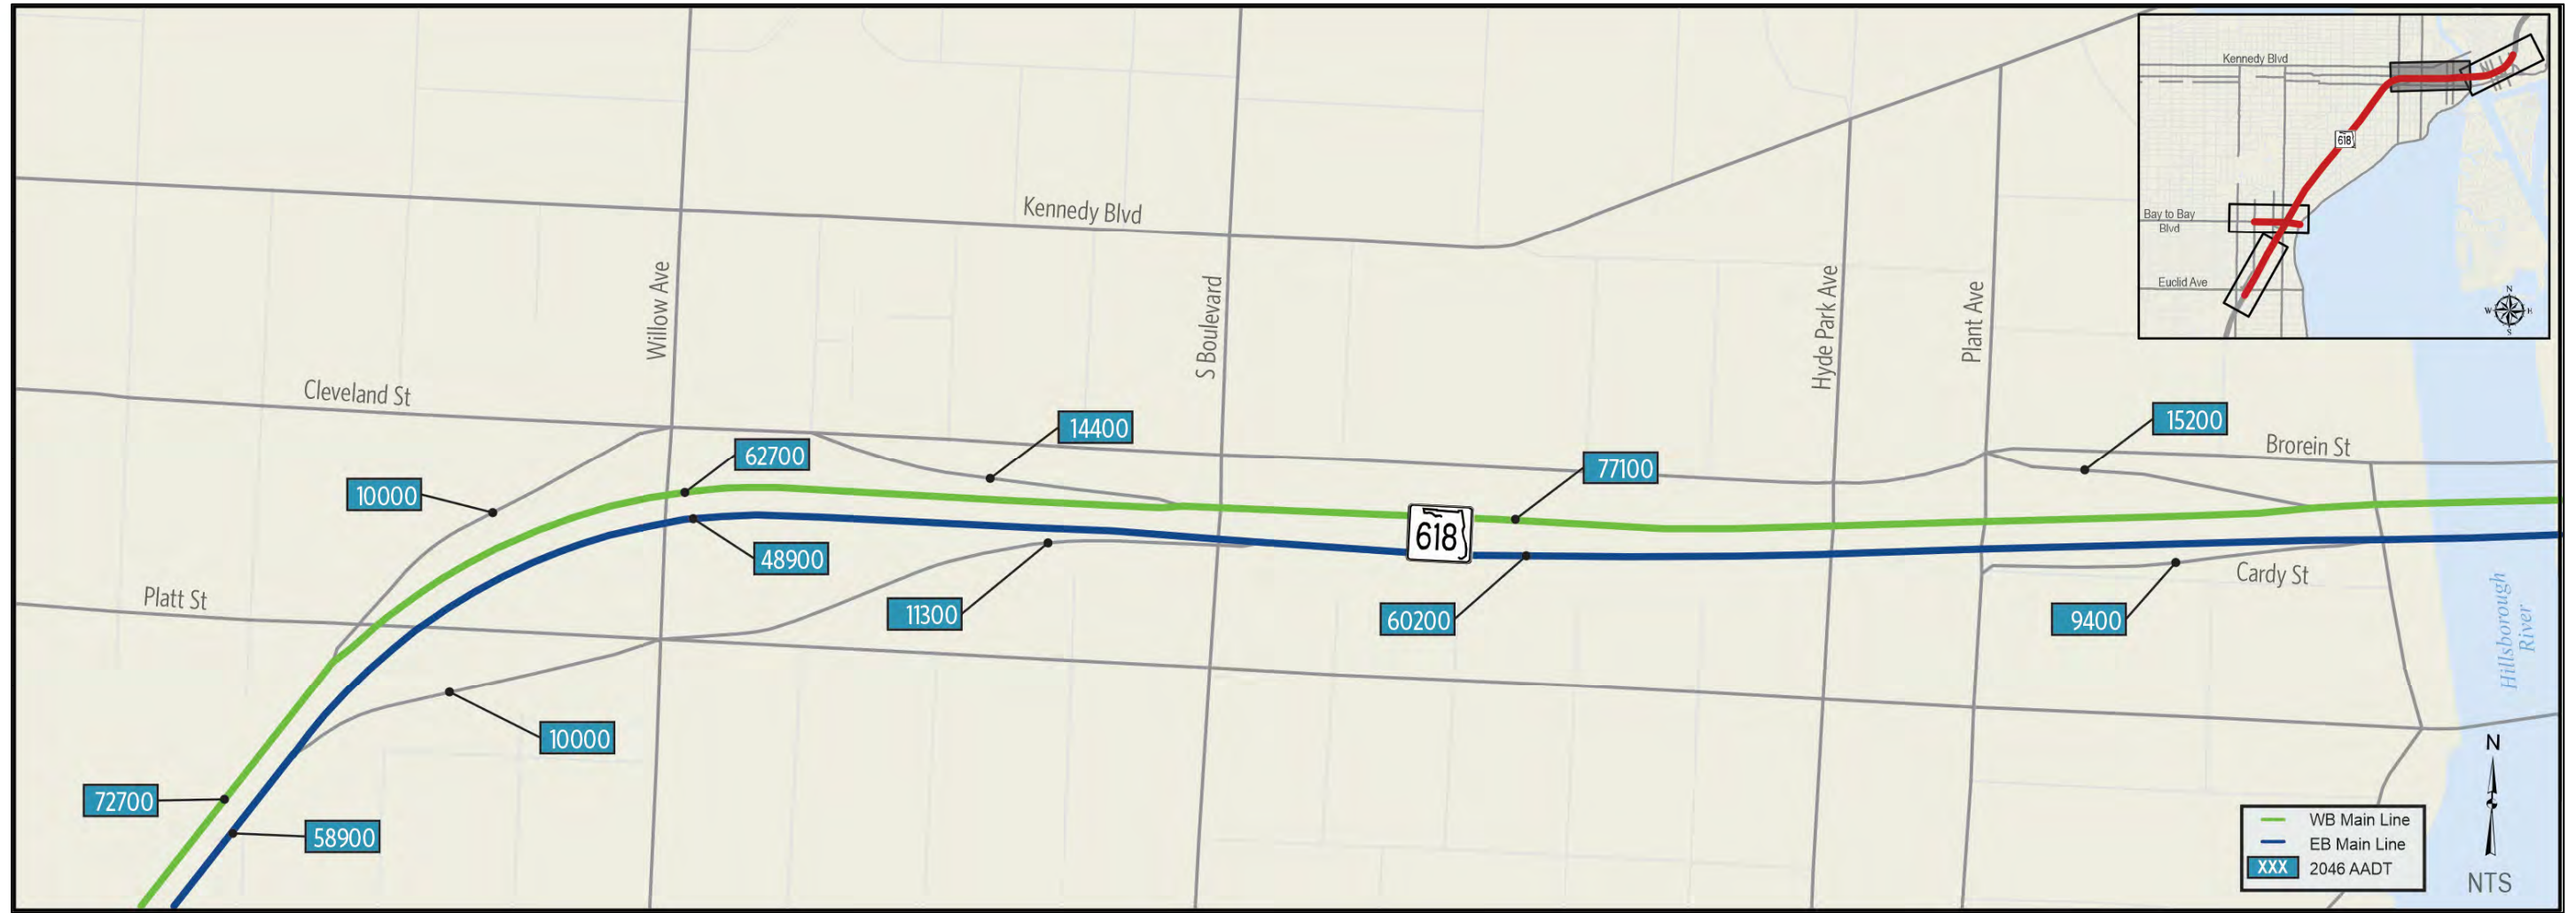 Kennedy Blvd
618
Bay to Bay
Blvd
Euclid Ave
N
W
E
S
Kennedy Blvd
Willow Ave
S Boulevard
Hyde Park Ave
Plant Ave
Cleveland St
14400
15200
62700
77100
Brorein St
10000
618
48900
Platt St
11300
60200
9400
Cardy St
Hillsborough
River
10000
72700
58900
N
NTS
WB Main Line
EB Main Line
XXX 2046 AADT